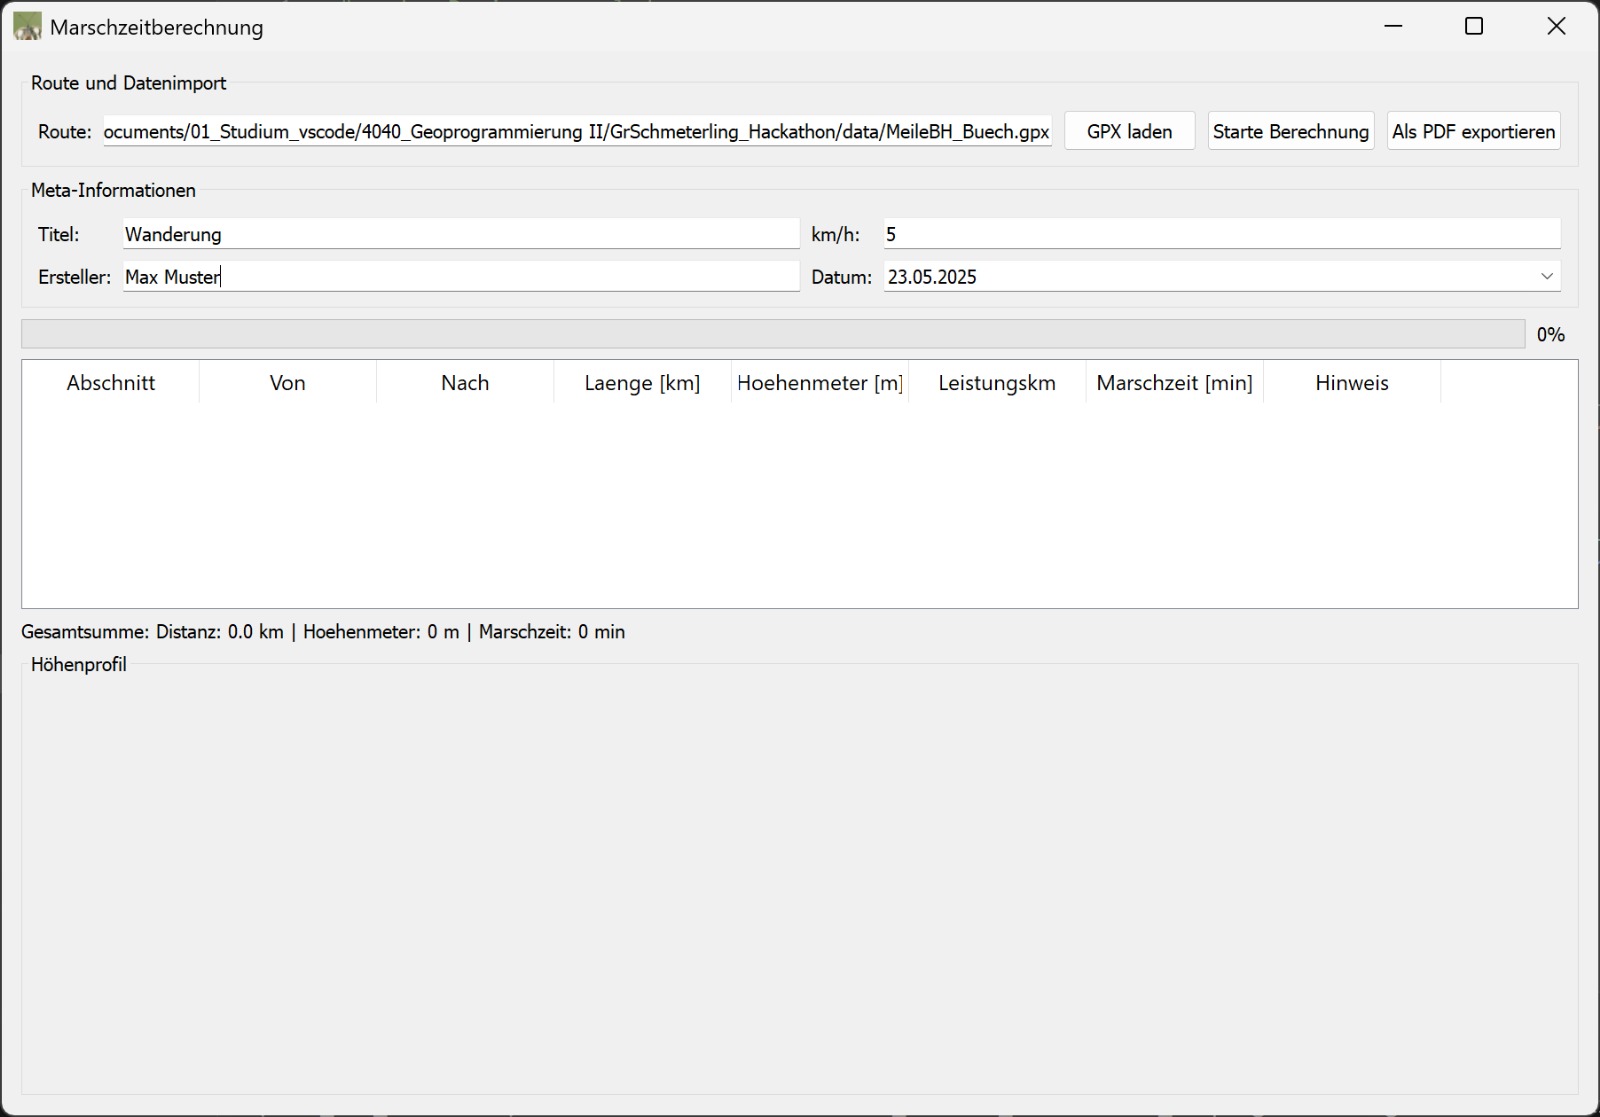 Marschzeitberechnung
Route und Datenimport
Route: ocuments/01_Studium_vscode/4040_Geoprogrammierung II/GrSchmeterling_Hackathon/data/MeileBH_Buech.gpx GPX laden Starte Berechnung Als PDF exportieren
Meta-Informationen
Titel: Wanderung km/h: 5
Ersteller: Max Muster Datum: 23.05.2025
0%
Abschnitt Von Nach Laenge [km] Hoehenmeter [m] Leistungskm Marschzeit [min] Hinweis
Gesamtsumme: Distanz: 0.0 km | Hoehenmeter: 0 m | Marschzeit: 0 min
Höhenprofil